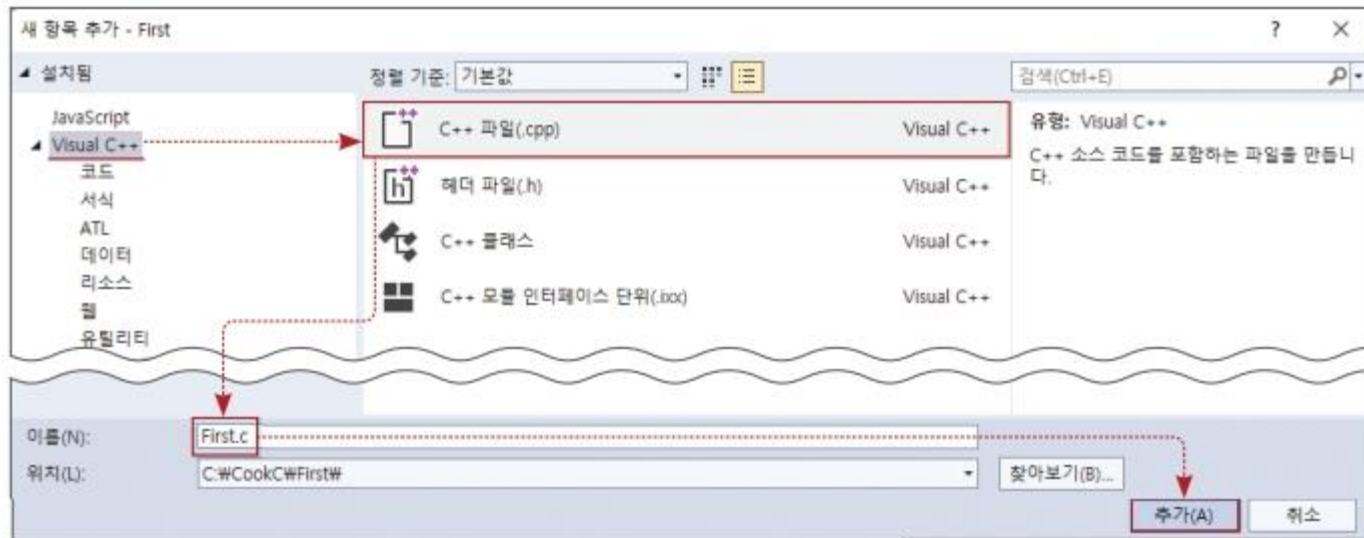 새 항목 추가 - First
? ×
설치됨
정렬 기준: 기본값
검색(Ctrl+E)
JavaScript
Visual C++
코드
서식
ATL
데이터
리소스
웹
유틸리티
C++ 파일(.cpp) Visual C++
헤더 파일(.h) Visual C++
C++ 클래스 Visual C++
C++ 모듈 인터페이스 단위(.ixx) Visual C++
유형: Visual C++
C++ 소스 코드를 포함하는 파일을 만듭니
다.
이름(N): First.c
위치(L): C:₩CookC₩First₩ 찾아보기(B)...
추가(A) 취소